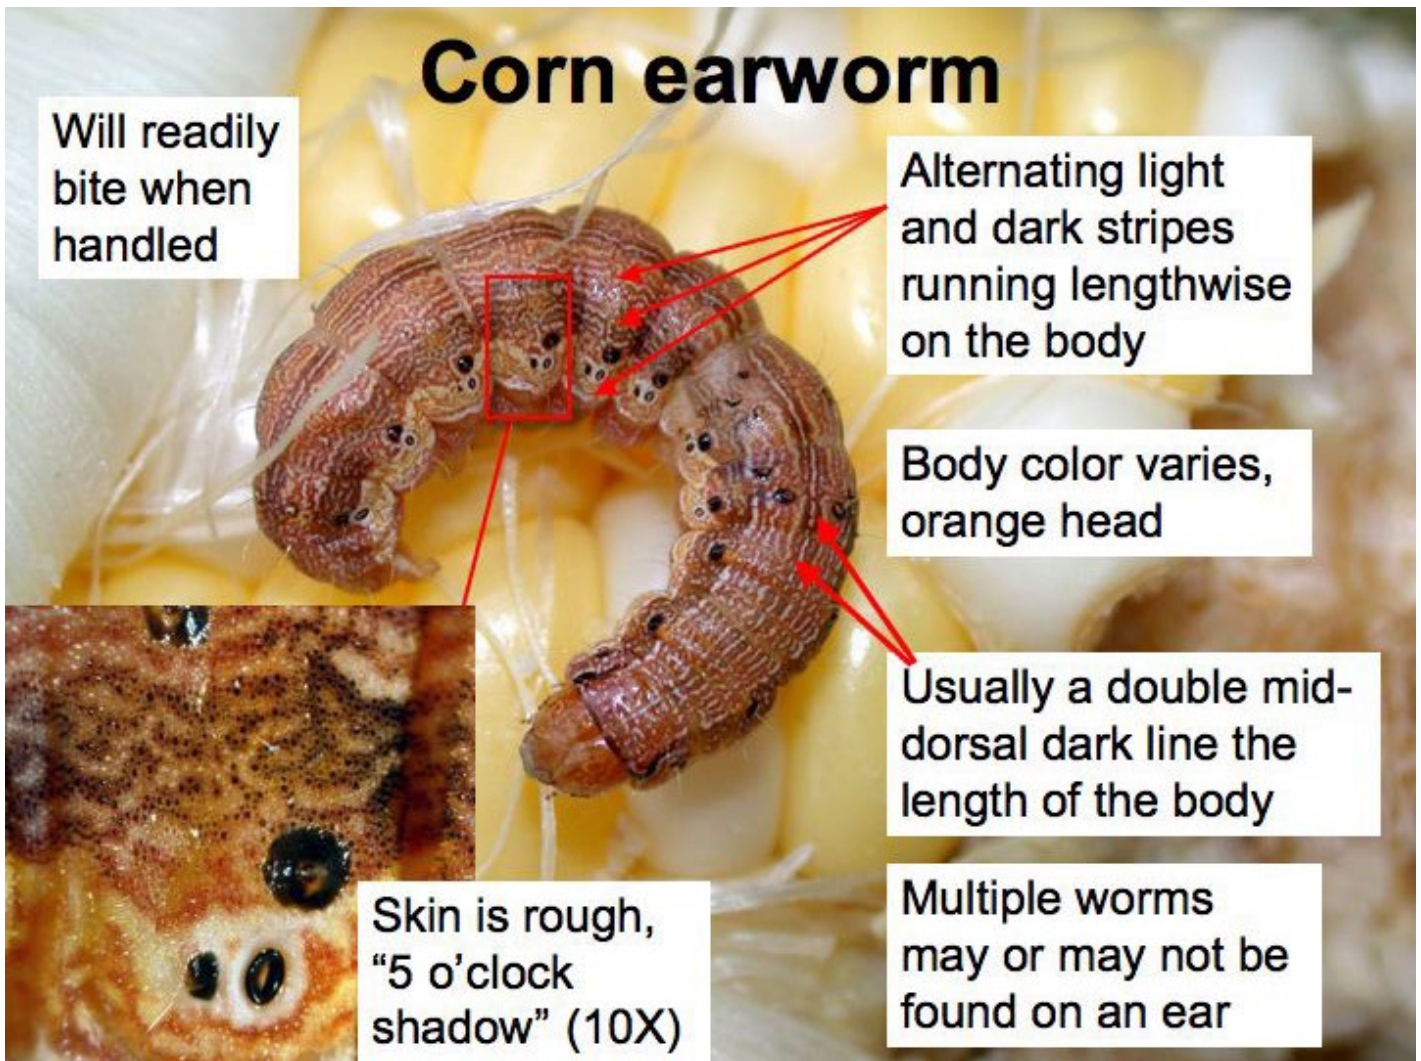 Corn earworm
Will readily
bite when
handled
Alternating light
and dark stripes
running lengthwise
on the body
Body color varies,
orange head
Usually a double mid-
dorsal dark line the
length of the body
Skin is rough,
“5 o’clock
shadow” (10X)
Multiple worms
may or may not be
found on an ear